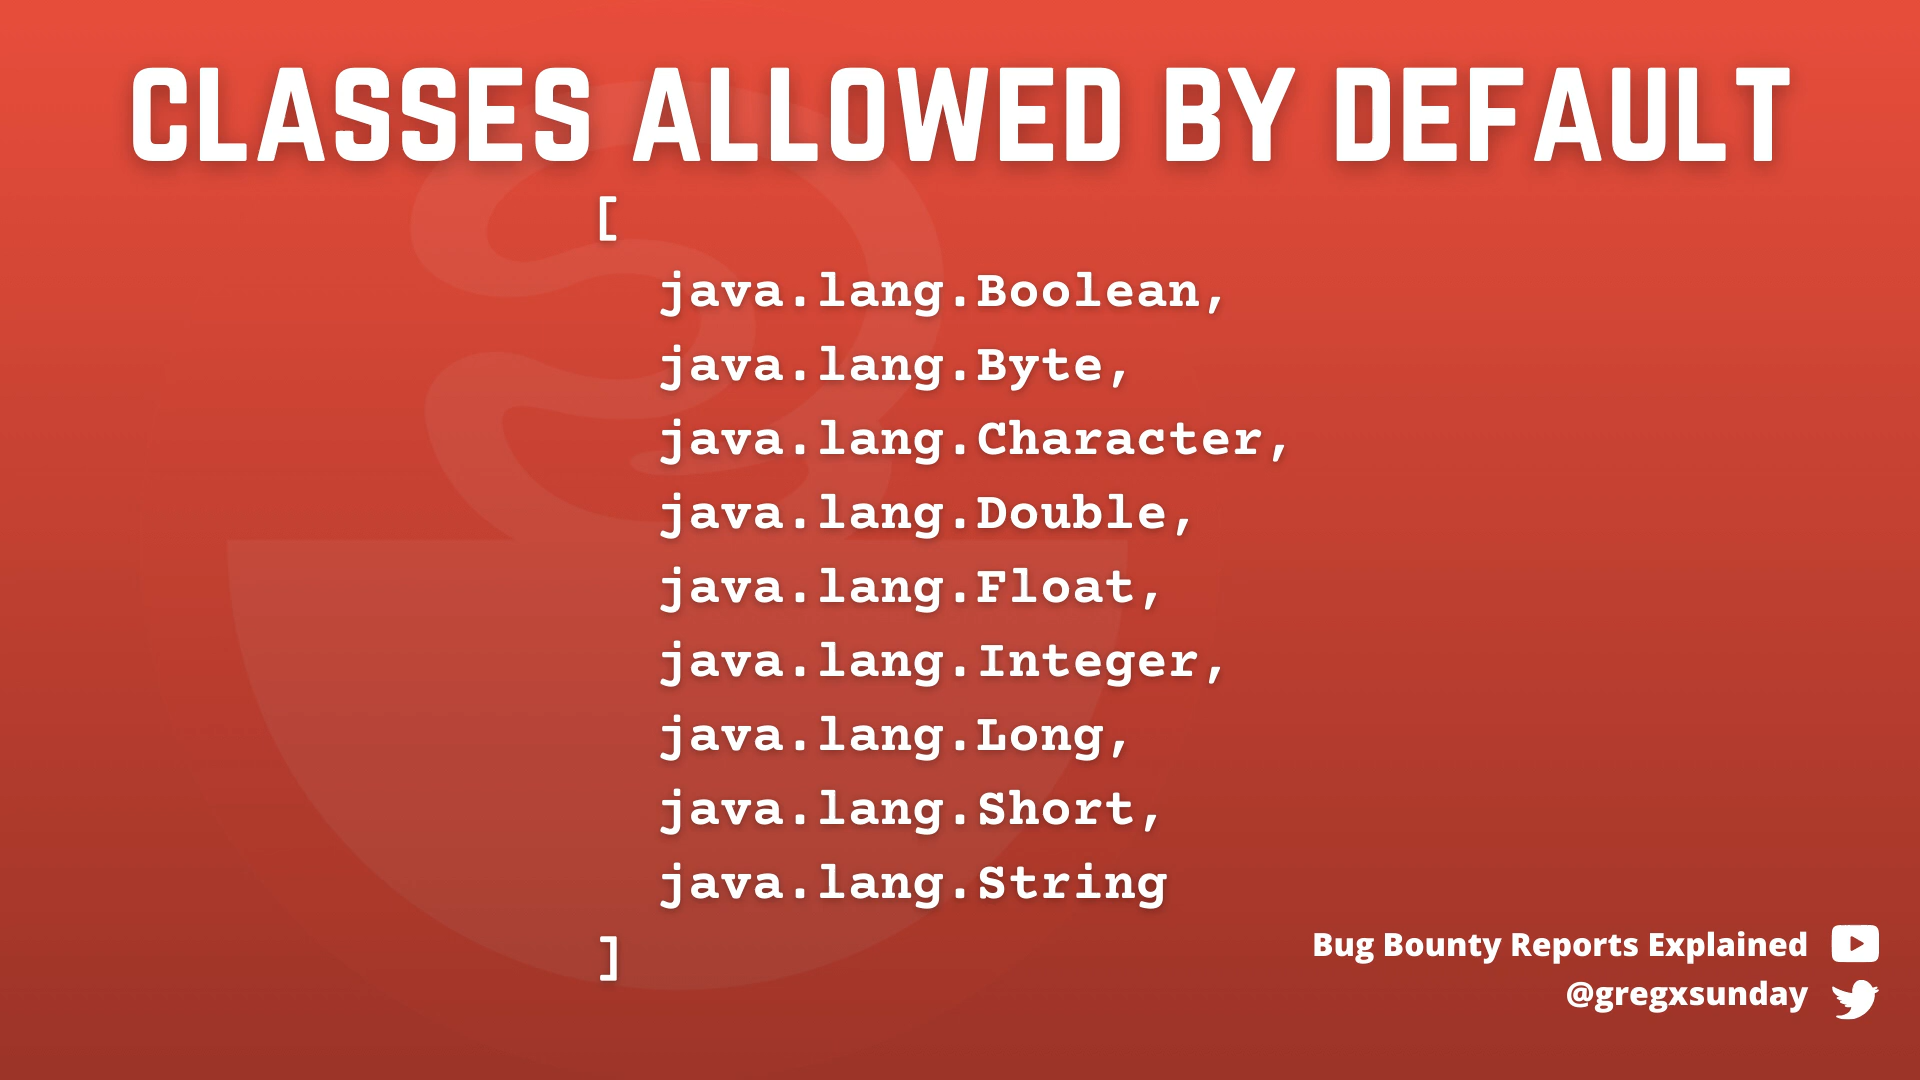 CLASSES ALLOWED BY DEFAULT
[
java.lang.Boolean,
java.lang.Byte,
java.lang.Character,
java.lang.Double,
java.lang.Float,
java.lang.Integer,
java.lang.Long,
java.lang.Short,
java.lang.String
]
Bug Bounty Reports Explained
@gregxsunday